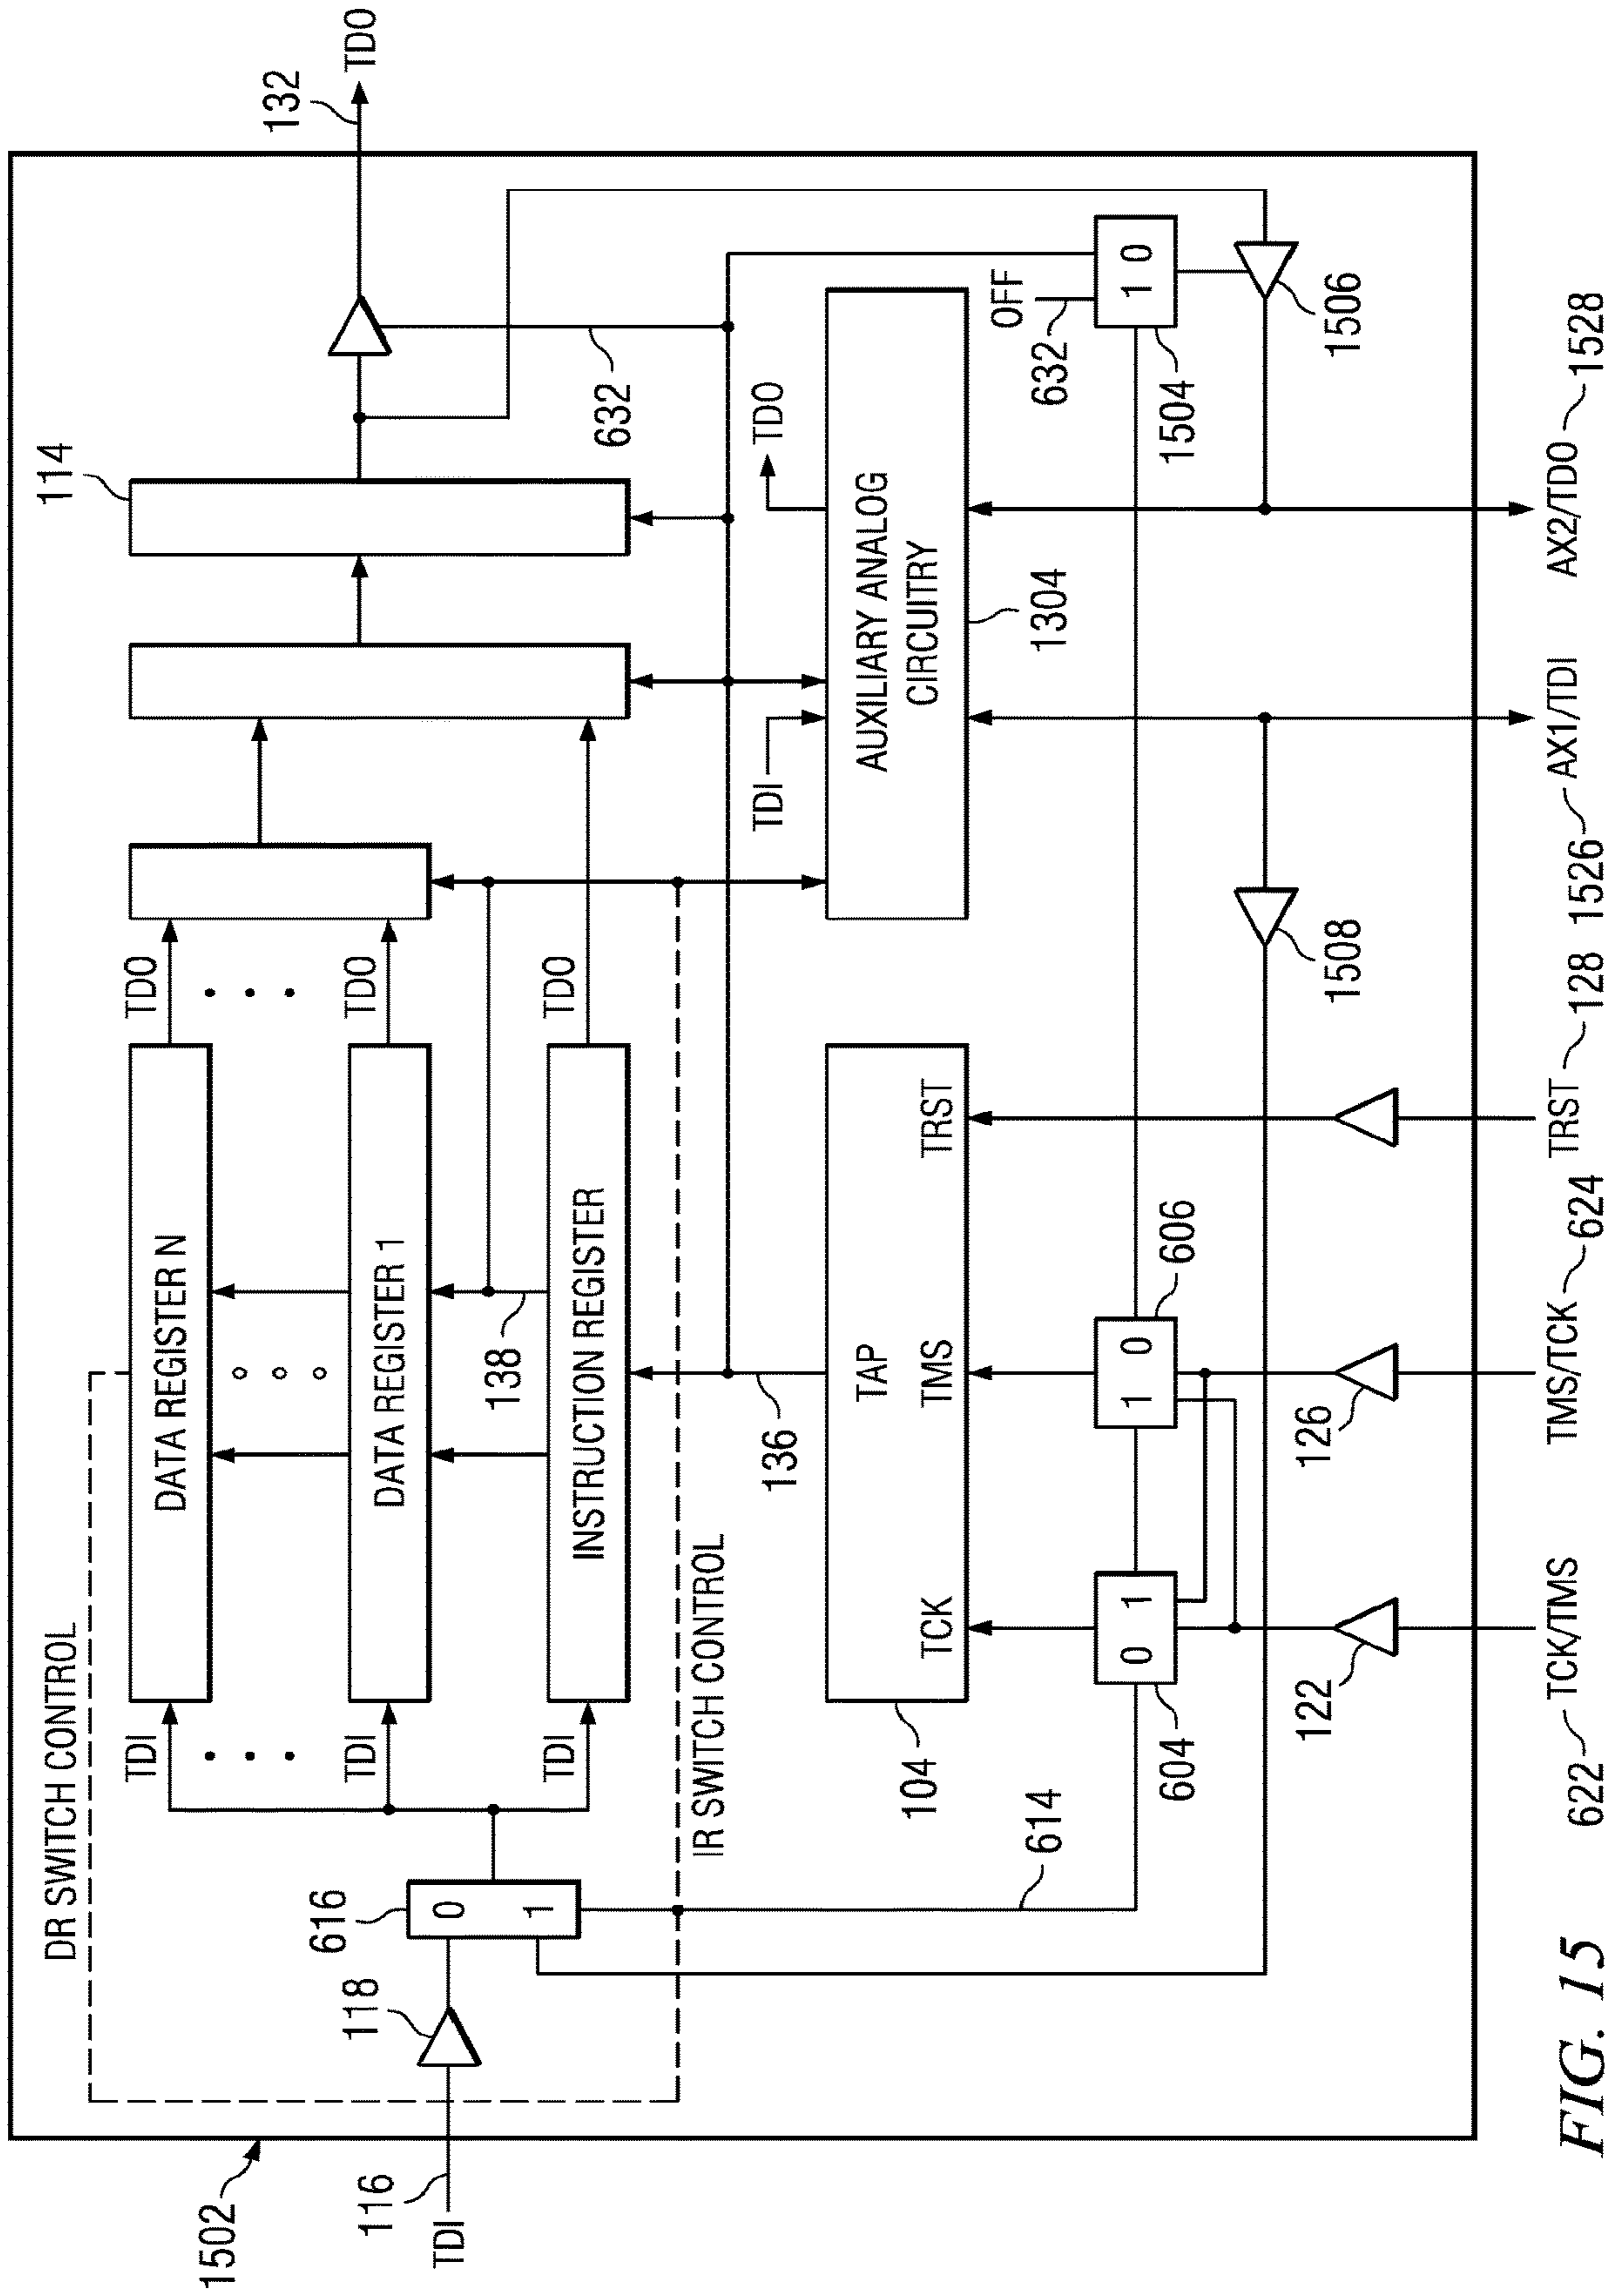 1502
DR SWITCH CONTROL
116
TDI
118
616
0
1
TDI
TDI
TDI
. . .
DATA REGISTER N
DATA REGISTER 1
138
INSTRUCTION REGISTER
TDO
TDO
TDO
. . .
114
132
TDO
632
IR SWITCH CONTROL
136
614
104
TAP
TCK
TMS
TRST
TDI
TDO
AUXILIARY ANALOG
CIRCUITRY
1304
OFF
632
1 0
1504
604
0 1
1 0
606
1508
1506
122
126
622
TCK/TMS
TMS/TCK
624
TRST
128
1526
AX1/TDI
AX2/TDO
1528
FIG. 15